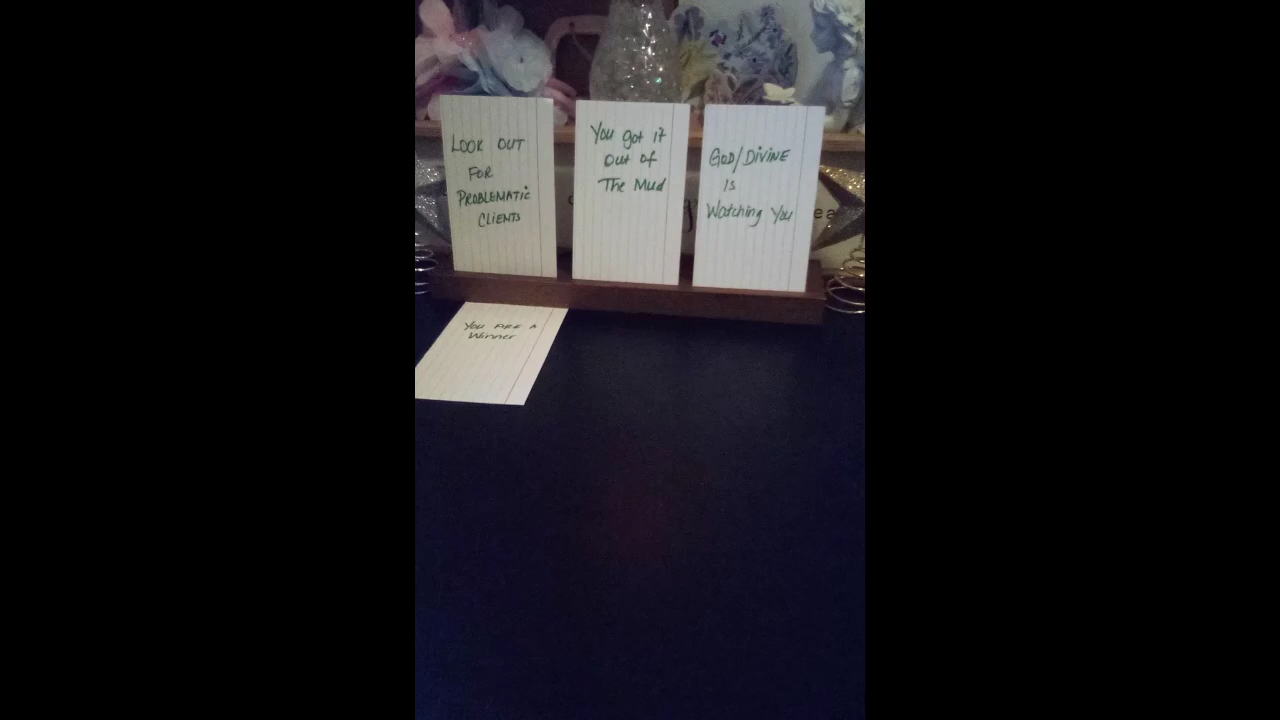 LOOK OUT
FOR
PROBLEMATIC
CLIENTS
You got it
Out of
The Mud
GOD/DIVINE
IS
Watching You
ea
You ARE A
Winner